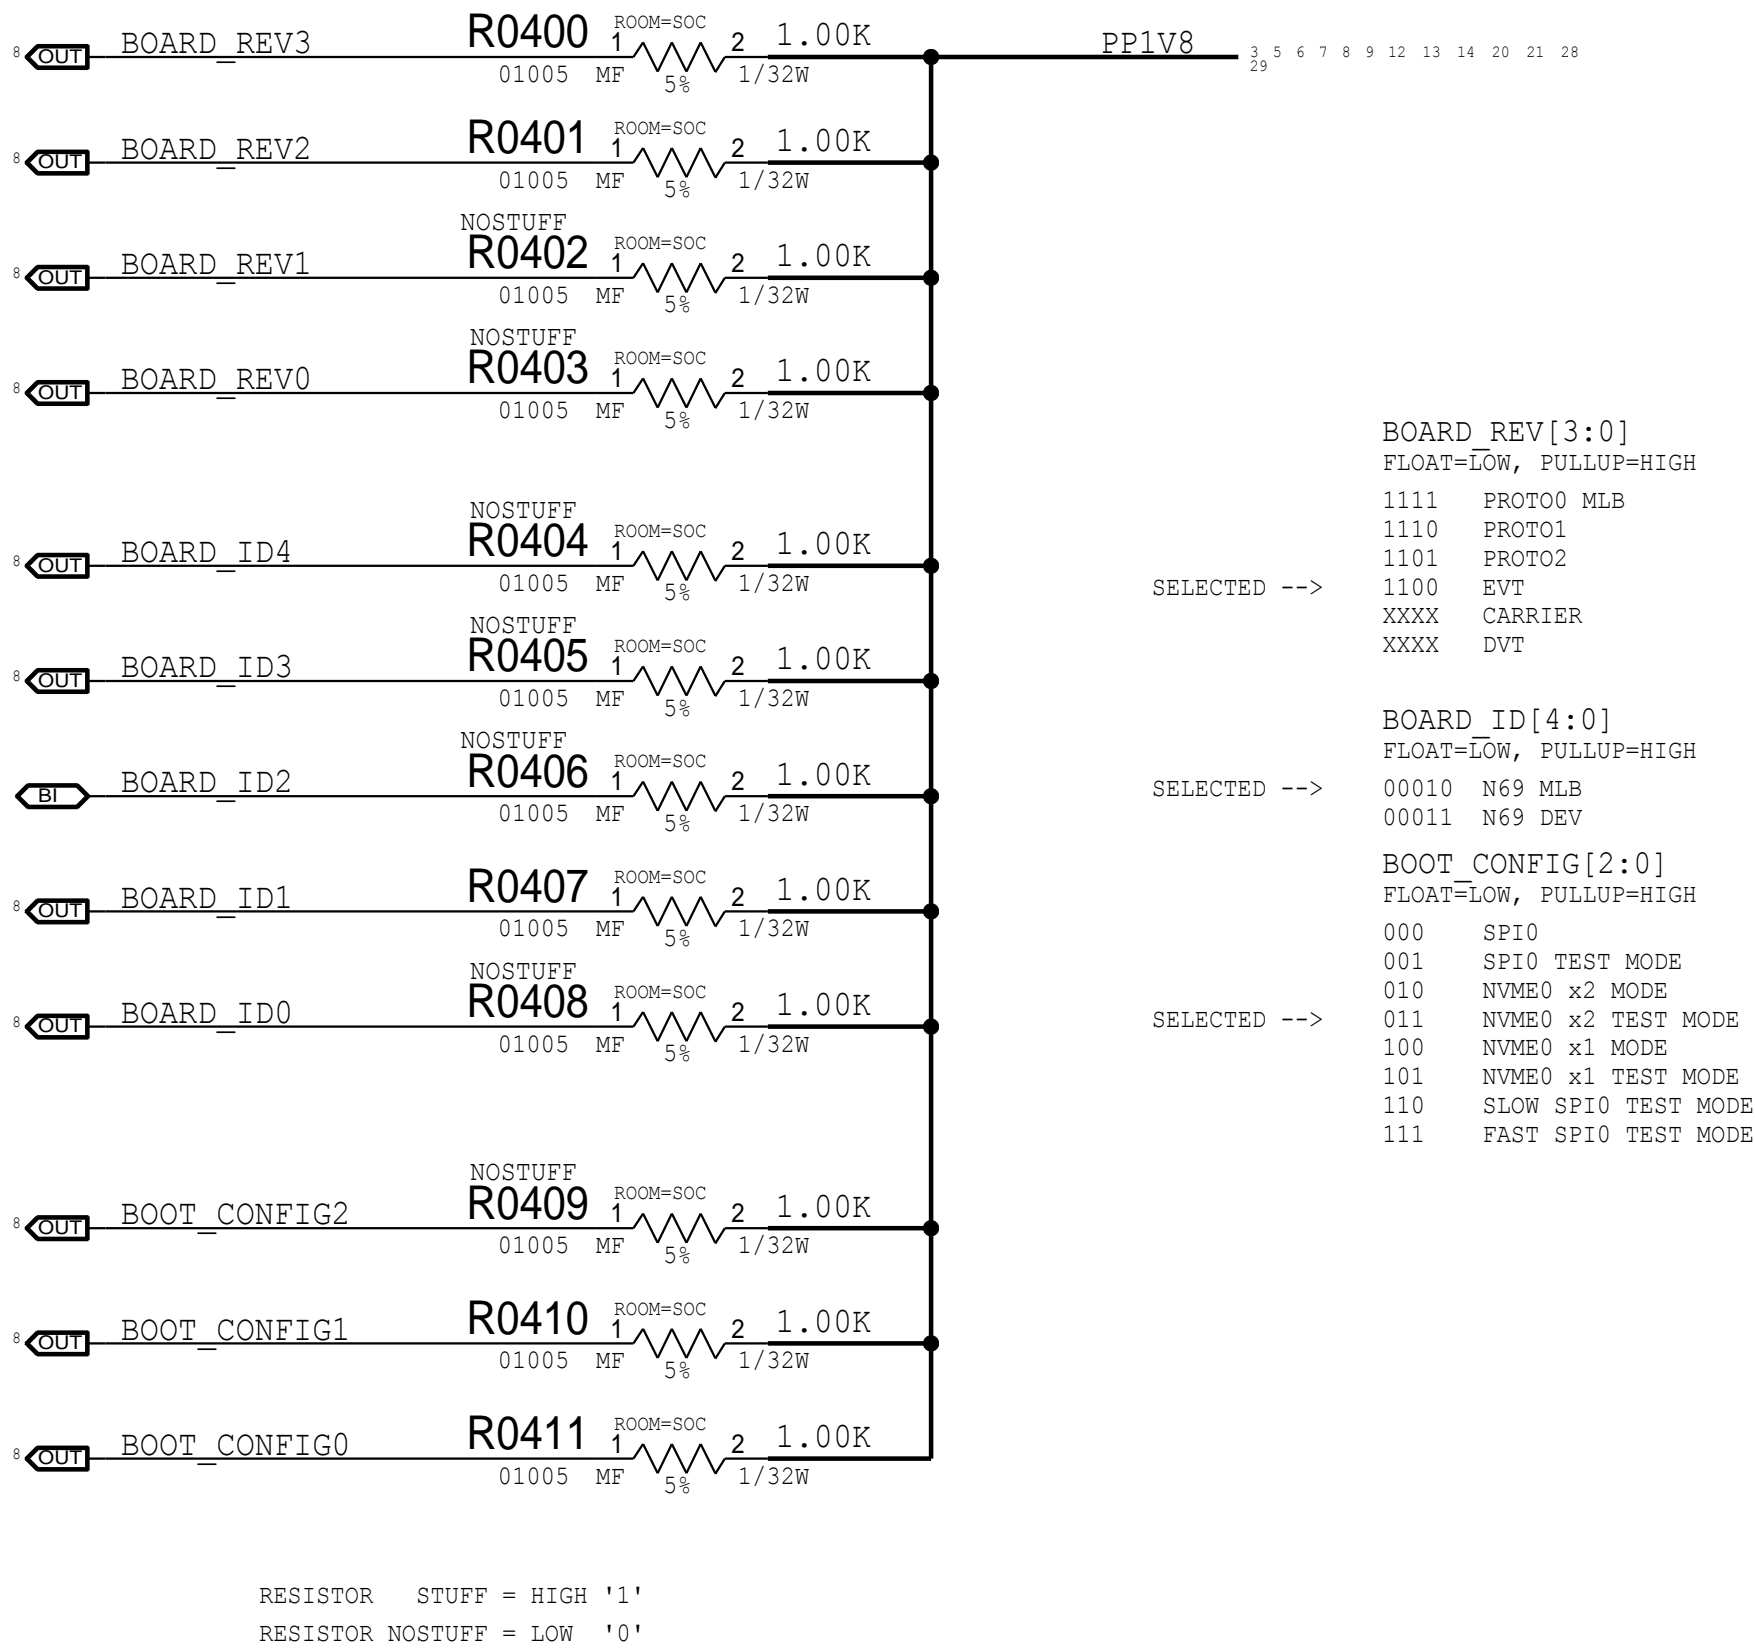 ROOM=SOC
8 OUT BOARD_REV3 R0400 1 2 1.00K PP1V8 3 5 6 7 8 9 12 13 14 20 21 28
29
01005 MF 5% 1/32W
ROOM=SOC
8 OUT BOARD_REV2 R0401 1 2 1.00K
01005 MF 5% 1/32W
NOSTUFF
ROOM=SOC
8 OUT BOARD_REV1 R0402 1 2 1.00K
01005 MF 5% 1/32W
NOSTUFF
ROOM=SOC
8 OUT BOARD_REV0 R0403 1 2 1.00K
01005 MF 5% 1/32W
NOSTUFF
ROOM=SOC
8 OUT BOARD_ID4 R0404 1 2 1.00K
01005 MF 5% 1/32W
NOSTUFF
ROOM=SOC
8 OUT BOARD_ID3 R0405 1 2 1.00K
01005 MF 5% 1/32W
NOSTUFF
ROOM=SOC
BI BOARD_ID2 R0406 1 2 1.00K
01005 MF 5% 1/32W
ROOM=SOC
8 OUT BOARD_ID1 R0407 1 2 1.00K
01005 MF 5% 1/32W
NOSTUFF
ROOM=SOC
8 OUT BOARD_ID0 R0408 1 2 1.00K
01005 MF 5% 1/32W
NOSTUFF
ROOM=SOC
8 OUT BOOT_CONFIG2 R0409 1 2 1.00K
01005 MF 5% 1/32W
ROOM=SOC
8 OUT BOOT_CONFIG1 R0410 1 2 1.00K
01005 MF 5% 1/32W
ROOM=SOC
8 OUT BOOT_CONFIG0 R0411 1 2 1.00K
01005 MF 5% 1/32W
RESISTOR STUFF = HIGH '1'
RESISTOR NOSTUFF = LOW '0'
BOARD_REV[3:0]
FLOAT=LOW, PULLUP=HIGH
1111 PROTO0 MLB
1110 PROTO1
1101 PROTO2
SELECTED --> 1100 EVT
XXXX CARRIER
XXXX DVT
BOARD_ID[4:0]
FLOAT=LOW, PULLUP=HIGH
SELECTED --> 00010 N69 MLB
00011 N69 DEV
BOOT_CONFIG[2:0]
FLOAT=LOW, PULLUP=HIGH
000 SPI0
001 SPI0 TEST MODE
010 NVME0 x2 MODE
SELECTED --> 011 NVME0 x2 TEST MODE
100 NVME0 x1 MODE
101 NVME0 x1 TEST MODE
110 SLOW SPI0 TEST MODE
111 FAST SPI0 TEST MODE